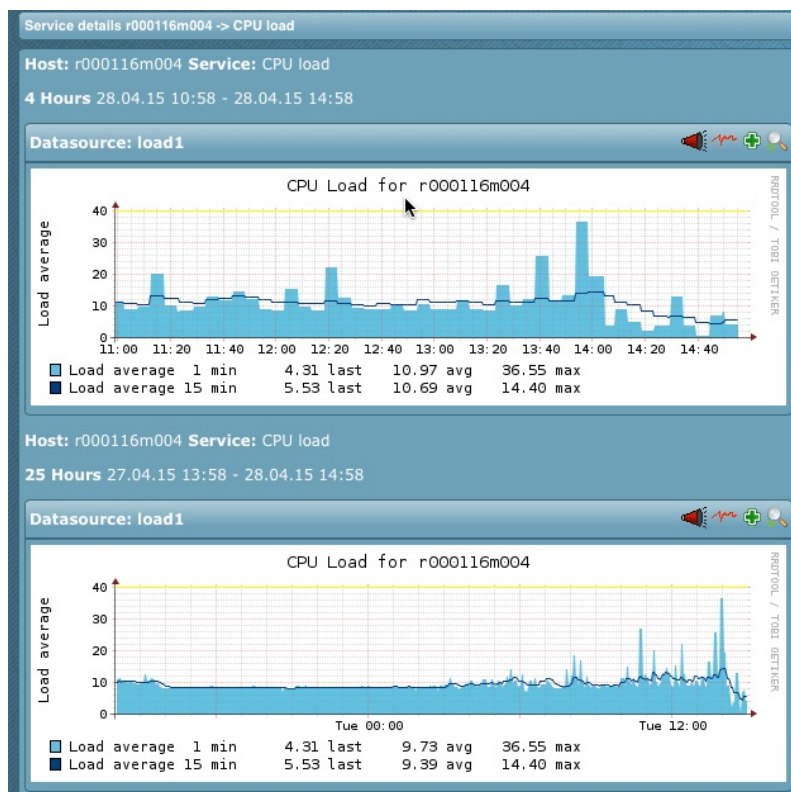 Service details r000116m004 -> CPU load
Host: r000116m004 Service: CPU load
4 Hours 28.04.15 10:58 - 28.04.15 14:58
Datasource: load1
CPU Load for r000116m004
RRDTOOL / TOBI OETIKER
Load average
40
30
20
10
0
11:00 11:20 11:40 12:00 12:20 12:40 13:00 13:20 13:40 14:00 14:20 14:40
Load average 1 min 4.31 last 10.97 avg 36.55 max
Load average 15 min 5.53 last 10.69 avg 14.40 max
Host: r000116m004 Service: CPU load
25 Hours 27.04.15 13:58 - 28.04.15 14:58
Datasource: load1
CPU Load for r000116m004
RRDTOOL / TOBI OETIKER
Load average
40
30
20
10
0
Tue 00:00 Tue 12:00
Load average 1 min 4.31 last 9.73 avg 36.55 max
Load average 15 min 5.53 last 9.39 avg 14.40 max